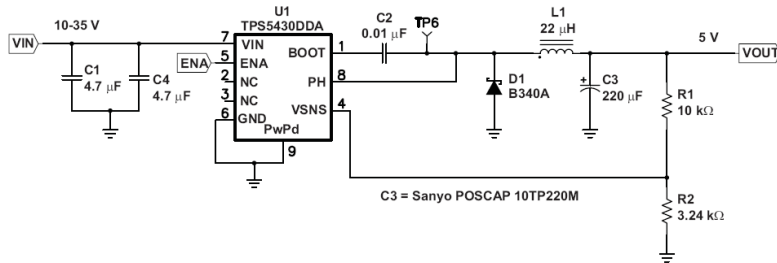 U1
TPS5430DDA
10-35 V
VIN
ENA
C1
4.7 μF
C4
4.7 μF
7
5
2
3
6
VIN
ENA
NC
NC
GND
BOOT
PH
VSNS
PwPd
1
8
4
9
C2
0.01 μF
TP6
D1
B340A
L1
22 μH
+
C3
220 μF
5 V
VOUT
R1
10 kΩ
R2
3.24 kΩ
C3 = Sanyo POSCAP 10TP220M